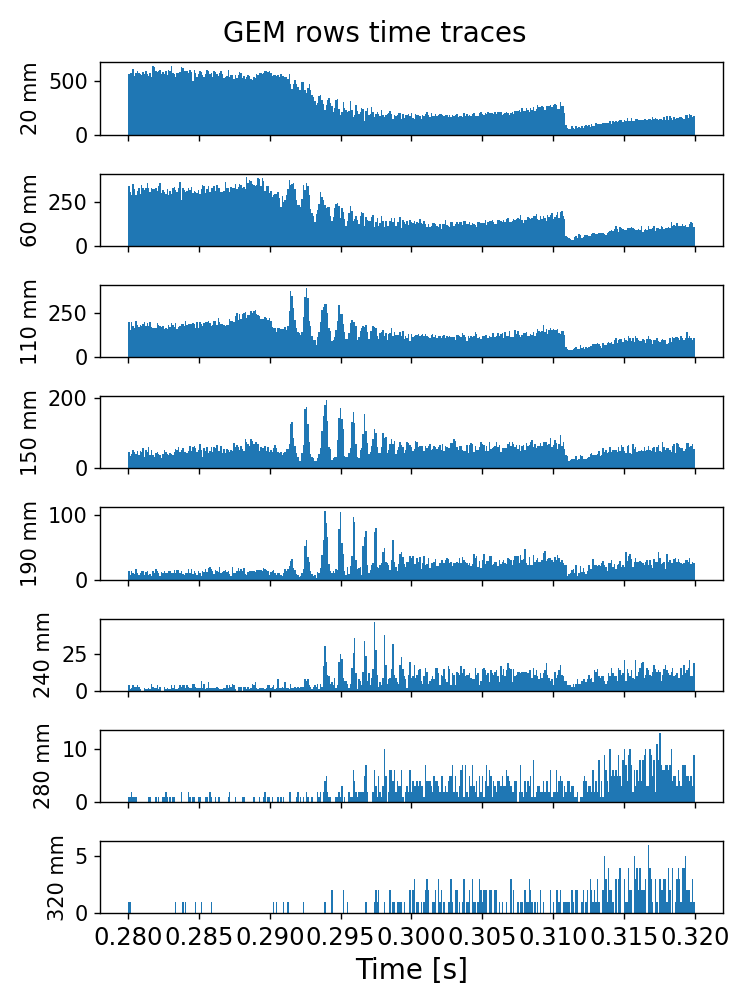 GEM rows time traces
20 mm
500
0
60 mm
250
0
110 mm
250
0
150 mm
200
0
190 mm
100
0
240 mm
25
0
280 mm
10
0
320 mm
5
0
0.280 0.285 0.290 0.295 0.300 0.305 0.310 0.315 0.320
Time [s]